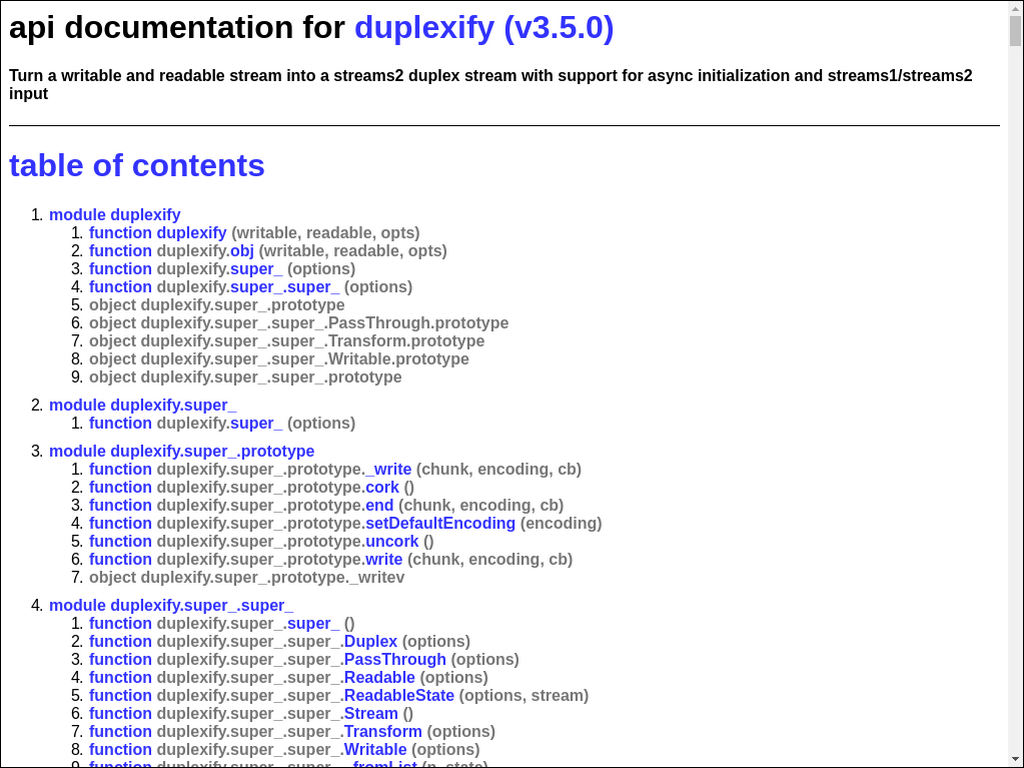 api documentation for duplexify (v3.5.0)
Turn a writable and readable stream into a streams2 duplex stream with support for async initialization and streams1/streams2
input
table of contents
1. module duplexify
1. function duplexify (writable, readable, opts)
2. function duplexify.obj (writable, readable, opts)
3. function duplexify.super_ (options)
4. function duplexify.super_.super_ (options)
5. object duplexify.super_.prototype
6. object duplexify.super_.super_.PassThrough.prototype
7. object duplexify.super_.super_.Transform.prototype
8. object duplexify.super_.super_.Writable.prototype
9. object duplexify.super_.super_.prototype
2. module duplexify.super_
1. function duplexify.super_ (options)
3. module duplexify.super_.prototype
1. function duplexify.super_.prototype._write (chunk, encoding, cb)
2. function duplexify.super_.prototype.cork ()
3. function duplexify.super_.prototype.end (chunk, encoding, cb)
4. function duplexify.super_.prototype.setDefaultEncoding (encoding)
5. function duplexify.super_.prototype.uncork ()
6. function duplexify.super_.prototype.write (chunk, encoding, cb)
7. object duplexify.super_.prototype._writev
4. module duplexify.super_.super_
1. function duplexify.super_.super_ ()
2. function duplexify.super_.super_.Duplex (options)
3. function duplexify.super_.super_.PassThrough (options)
4. function duplexify.super_.super_.Readable (options)
5. function duplexify.super_.super_.ReadableState (options, stream)
6. function duplexify.super_.super_.Stream ()
7. function duplexify.super_.super_.Transform (options)
8. function duplexify.super_.super_.Writable (options)
9. function duplexify.super_.super_._fromList (n, state)